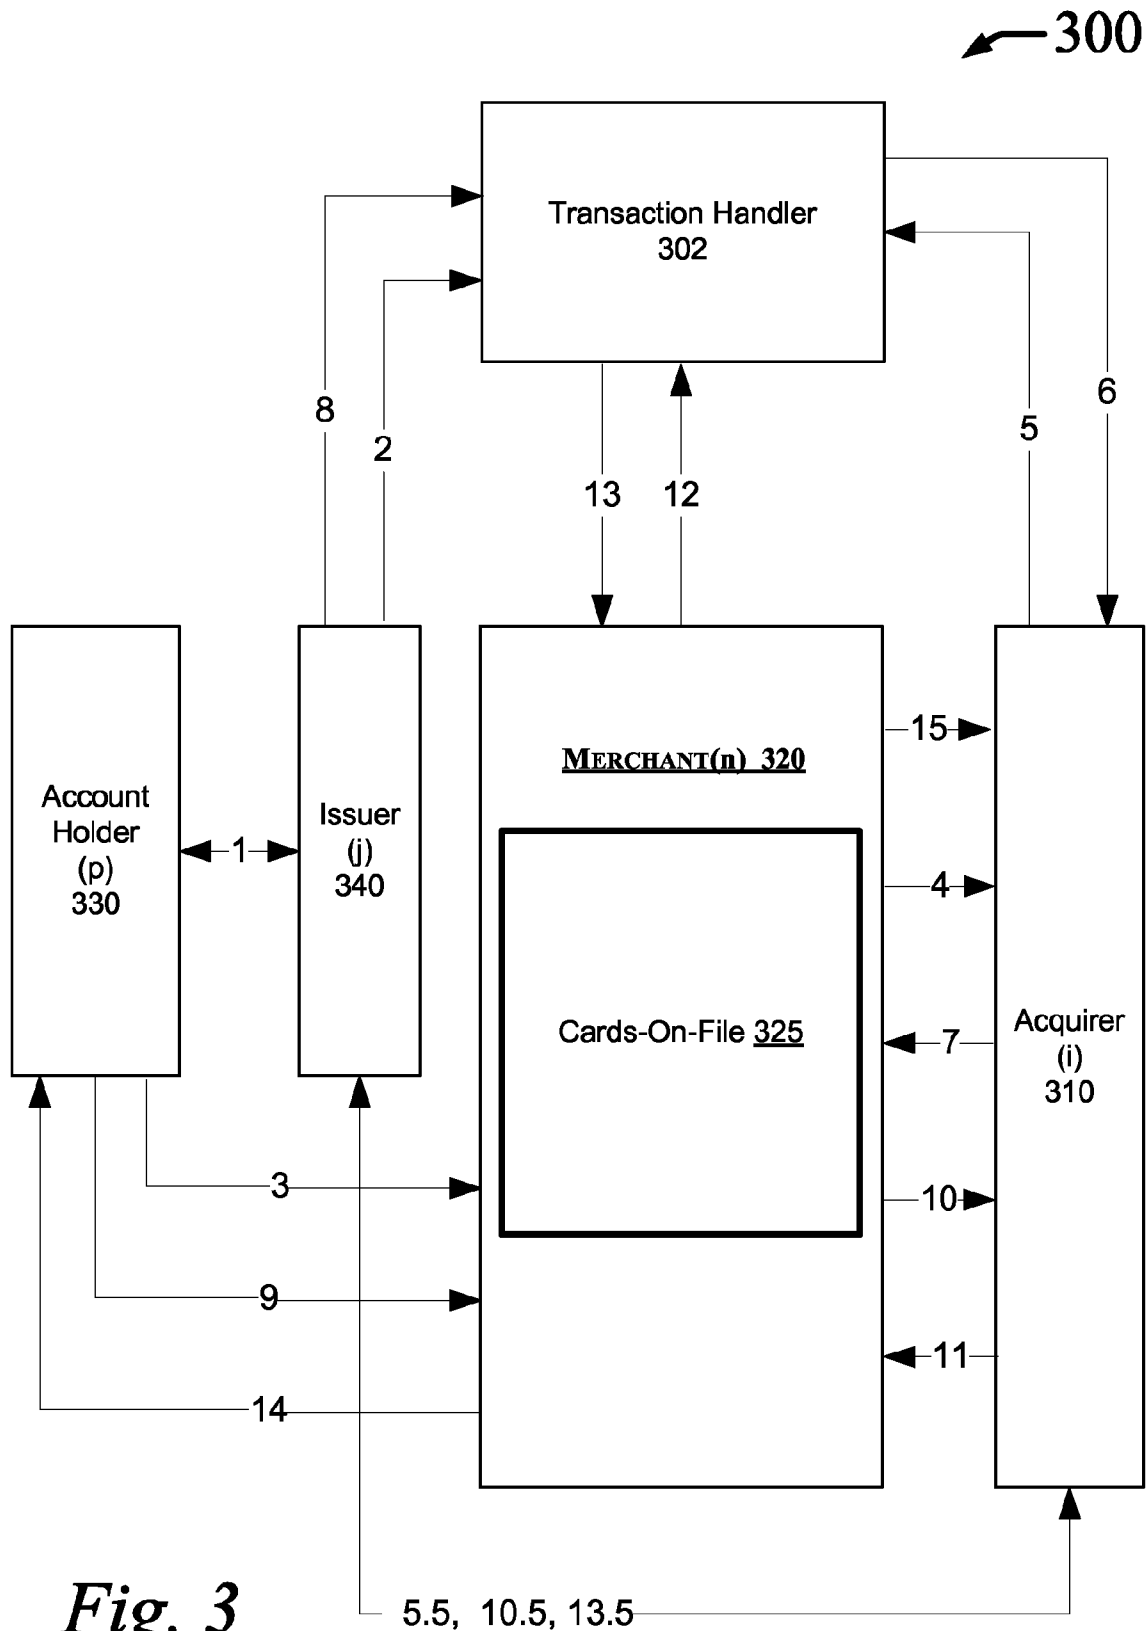 300
Transaction Handler
302
8
2
13
12
5
6
MERCHANT(n) 320
15
Account
Holder
(p)
330
1
Issuer
(j)
340
4
Cards-On-File 325
7
Acquirer
(i)
310
3
10
9
11
14
5.5, 10.5, 13.5
Fig. 3